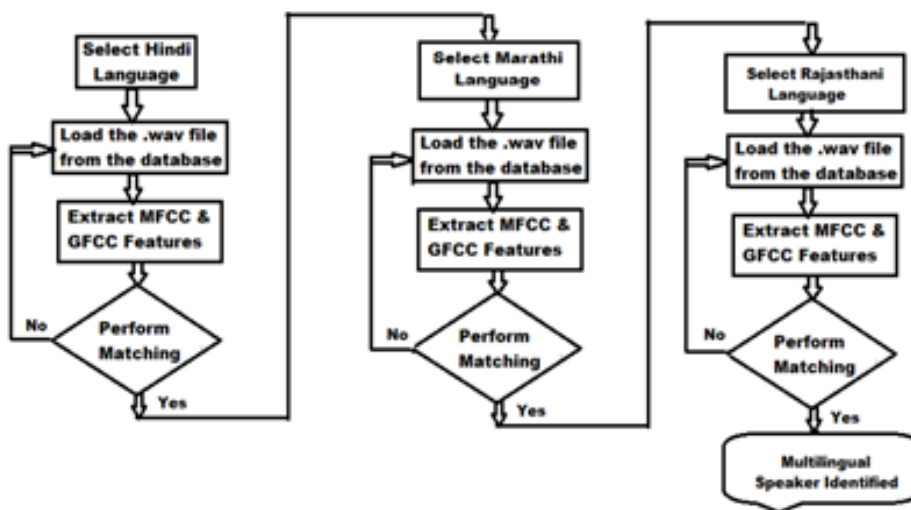 Select Hindi
Language
Load the .wav file
from the database
Extract MFCC &
GFCC Features
No
Perform
Matching
Yes
Select Marathi
Language
Load the .wav file
from the database
Extract MFCC &
GFCC Features
No
Perform
Matching
Yes
Select Rajasthani
Language
Load the .wav file
from the database
Extract MFCC &
GFCC Features
No
Perform
Matching
Yes
Multilingual
Speaker Identified